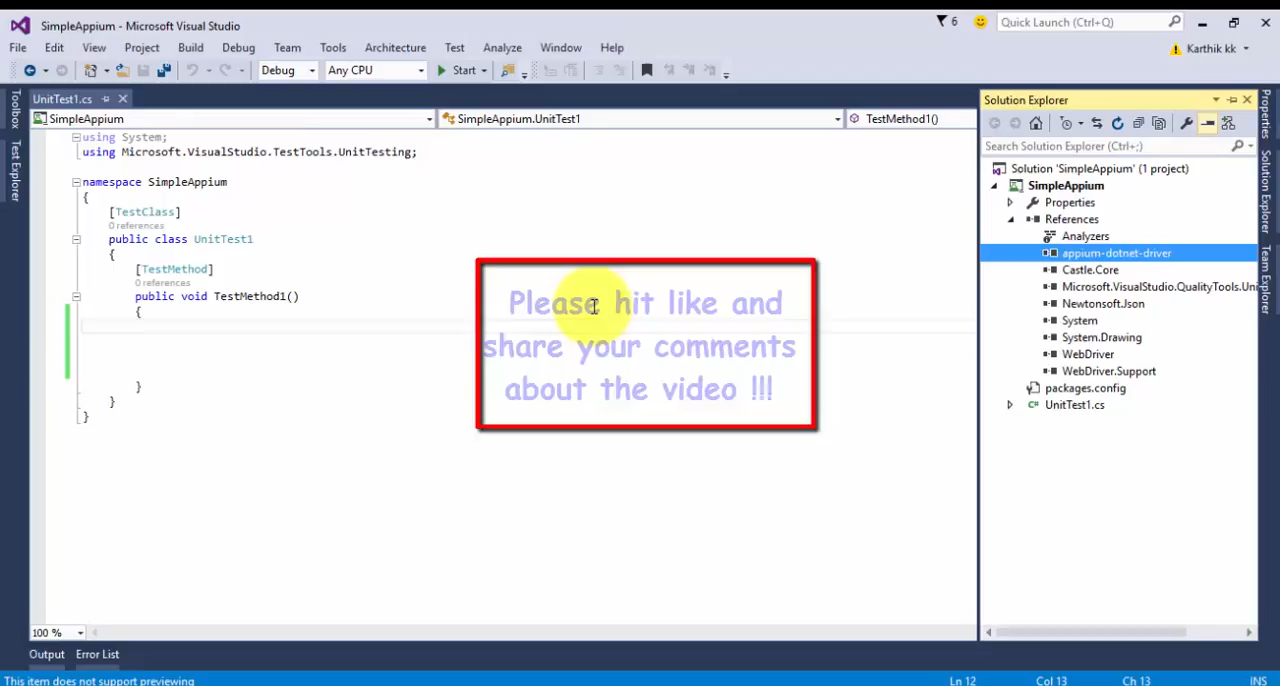 SimpleAppium - Microsoft Visual Studio
6
Quick Launch (Ctrl+Q)
File Edit View Project Build Debug Team Tools Architecture Test Analyze Window Help
Karthik kk
Debug Any CPU Start
UnitTest1.cs
SimpleAppium SimpleAppium.UnitTest1 TestMethod1()
Toolbox
Test Explorer
using System;
using Microsoft.VisualStudio.TestTools.UnitTesting;
namespace SimpleAppium
{
[TestClass]
0 references
public class UnitTest1
{
[TestMethod]
0 references
public void TestMethod1()
{
}
}
}
Please hit like and
share your comments
about the video !!!
Solution Explorer
Search Solution Explorer (Ctrl+;)
Solution 'SimpleAppium' (1 project)
SimpleAppium
Properties
References
Analyzers
appium-dotnet-driver
Castle.Core
Microsoft.VisualStudio.QualityTools.Uni
Newtonsoft.Json
System
System.Drawing
WebDriver
WebDriver.Support
packages.config
C# UnitTest1.cs
Properties
Solution Explorer
Team Explorer
100 %
Output Error List
This item does not support previewing Ln 12 Col 13 Ch 13 INS